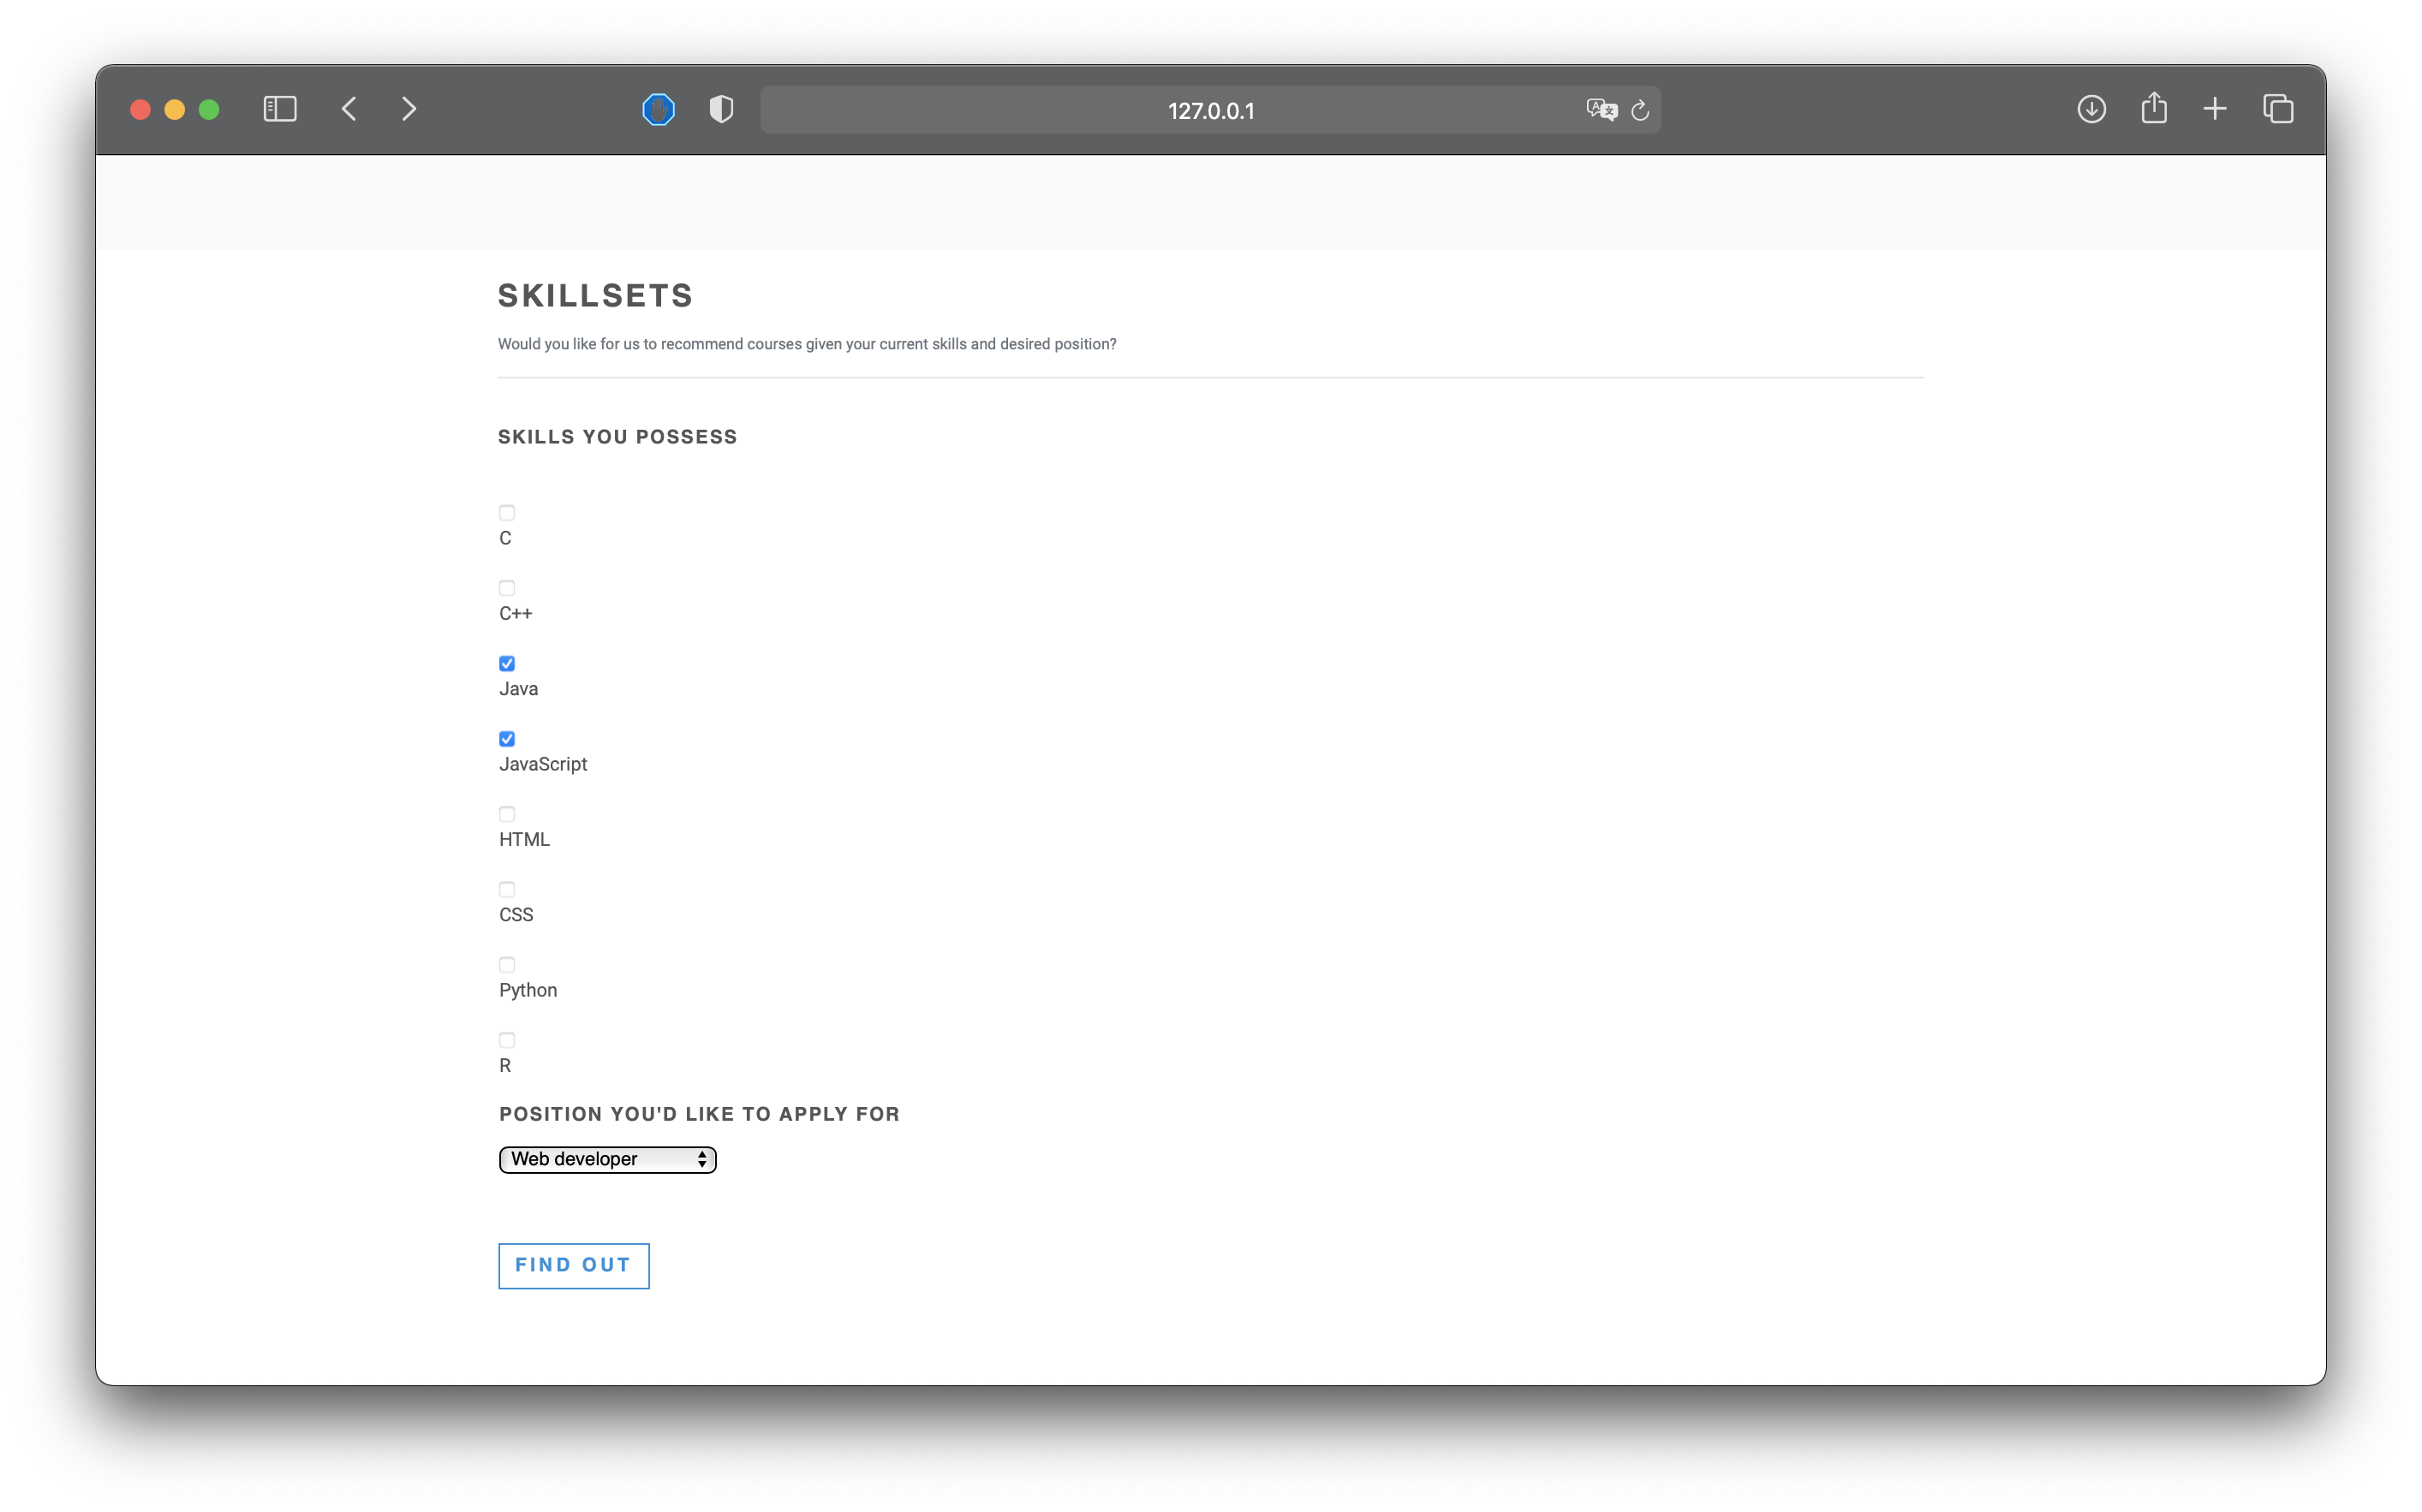 127.0.0.1
SKILLSETS
Would you like for us to recommend courses given your current skills and desired position?
SKILLS YOU POSSESS
C
C++
Java
JavaScript
HTML
CSS
Python
R
POSITION YOU'D LIKE TO APPLY FOR
Web developer
FIND OUT